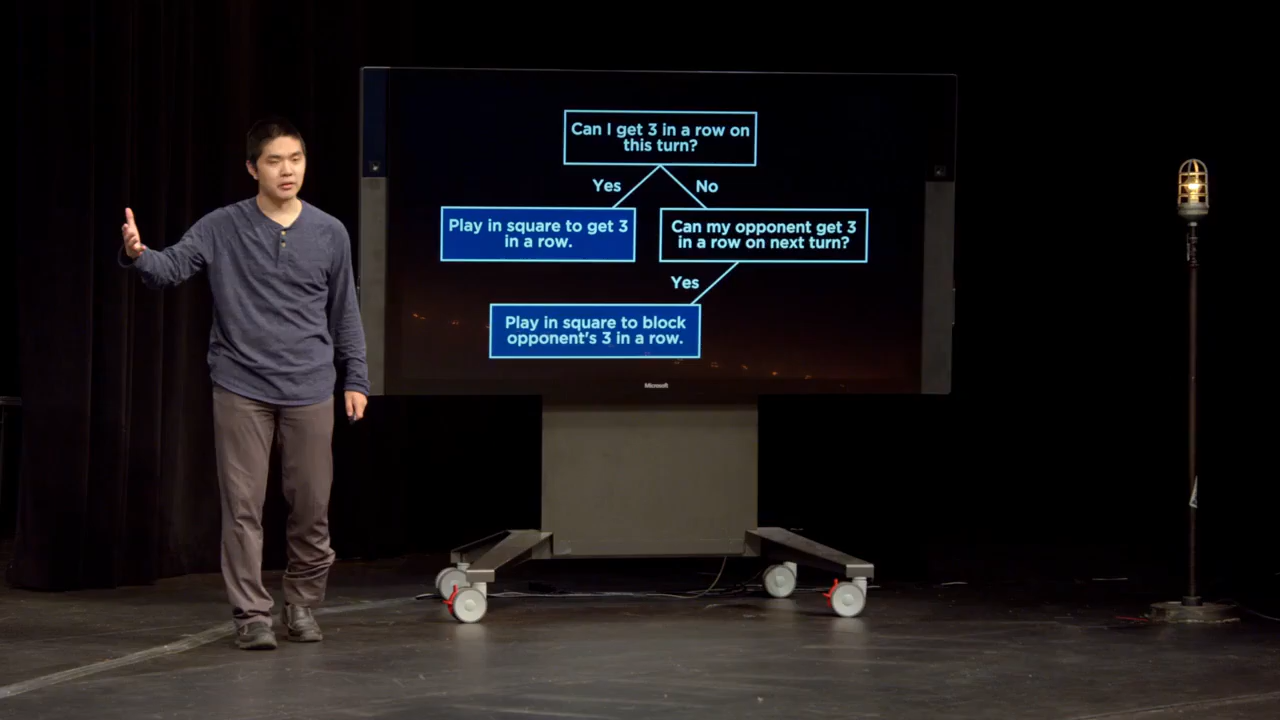 Can I get 3 in a row on
this turn?
Yes
No
Play in square to get 3
in a row.
Can my opponent get 3
in a row on next turn?
Yes
Play in square to block
opponent's 3 in a row.
Microsoft